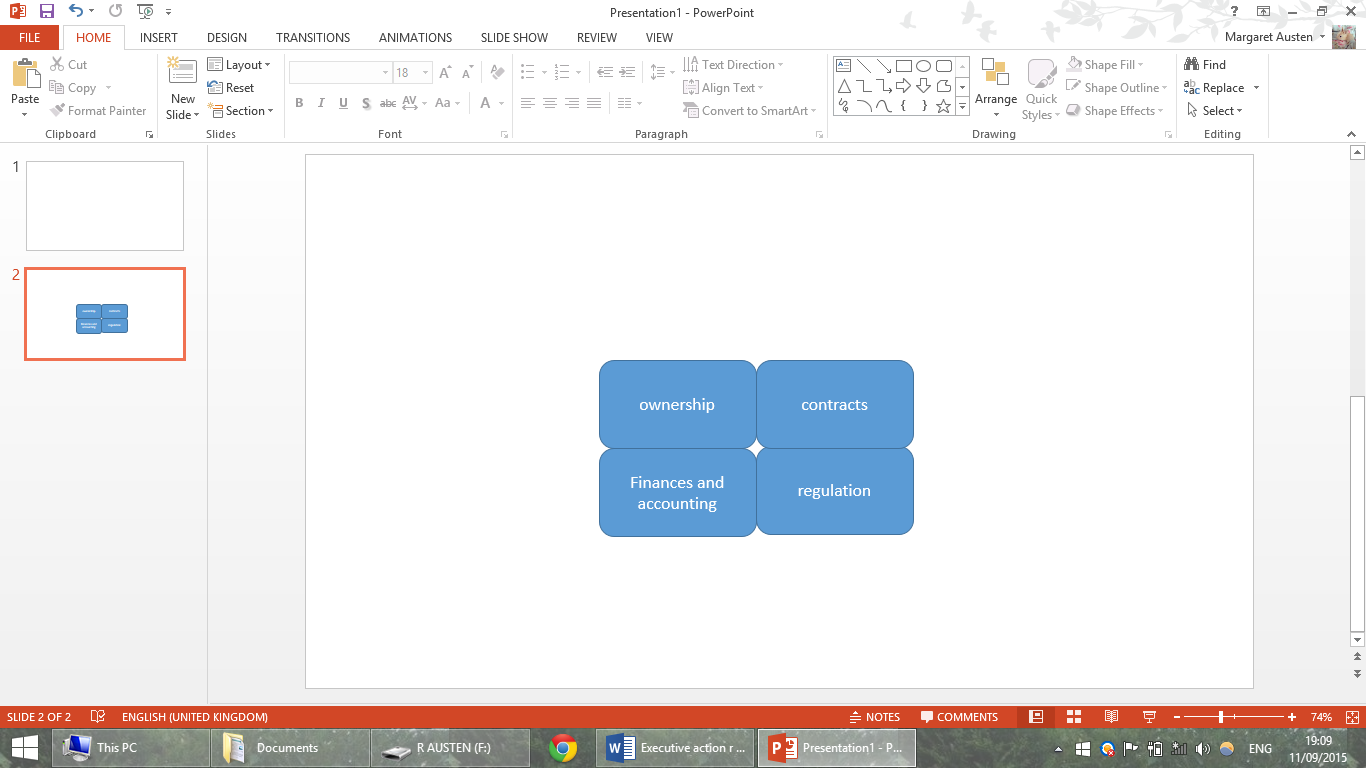 Presentation1 - PowerPoint
FILE HOME INSERT DESIGN TRANSITIONS ANIMATIONS SLIDE SHOW REVIEW VIEW Margaret Austen
Paste
Cut
Copy
Format Painter
Clipboard
New
Slide
Layout
Reset
Section
Slides
18
B I U S abc AV Aa A
Font
Paragraph
Text Direction
Align Text
Convert to SmartArt
Drawing
Arrange
Quick
Styles
Shape Fill
Shape Outline
Shape Effects
Find
Replace
Select
Editing
1
2
ownership
contracts
Finances and
accounting
regulation
SLIDE 2 OF 2 ENGLISH (UNITED KINGDOM) NOTES COMMENTS 74%
This PC Documents R AUSTEN (F:) Executive action r ... Presentation1 - P... ENG
19:09
11/09/2015